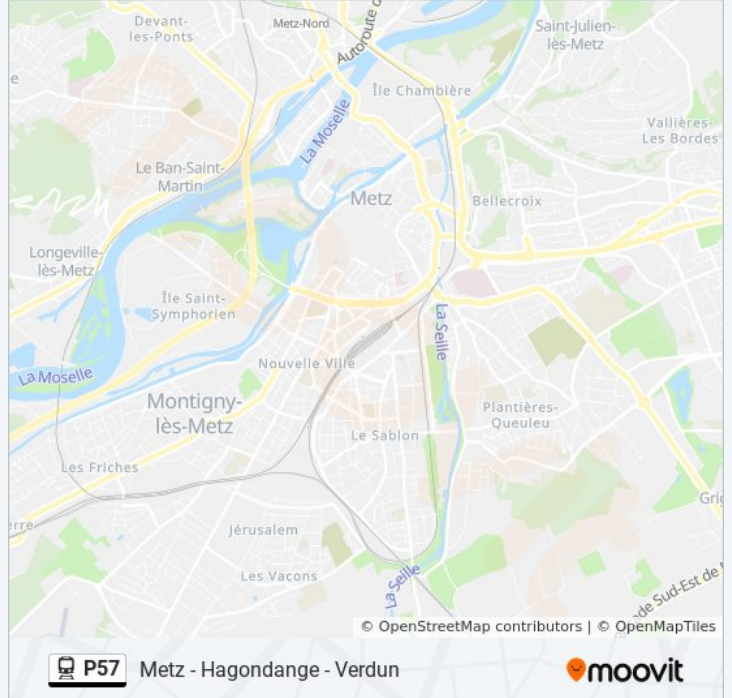 Devant-
les-Ponts
Metz-Nord
Autoroute d
Saint-Julien-
lès-Metz
e
Île Chambière
La Moselle
Vallières-
Les Bordes
Le Ban-Saint-
Martin
Metz
Bellecroix
Longeville-
lès-Metz
Île Saint-
Symphorien
La Seille
Nouvelle Ville
La Moselle
Montigny-
lès-Metz
Plantières-
Queuleu
Le Sablon
Les Friches
Grig
erre
Jérusalem
Les Vacons
La Seille
de Sud-Est de
© OpenStreetMap contributors | © OpenMapTiles
P57 Metz - Hagondange - Verdun
moovit